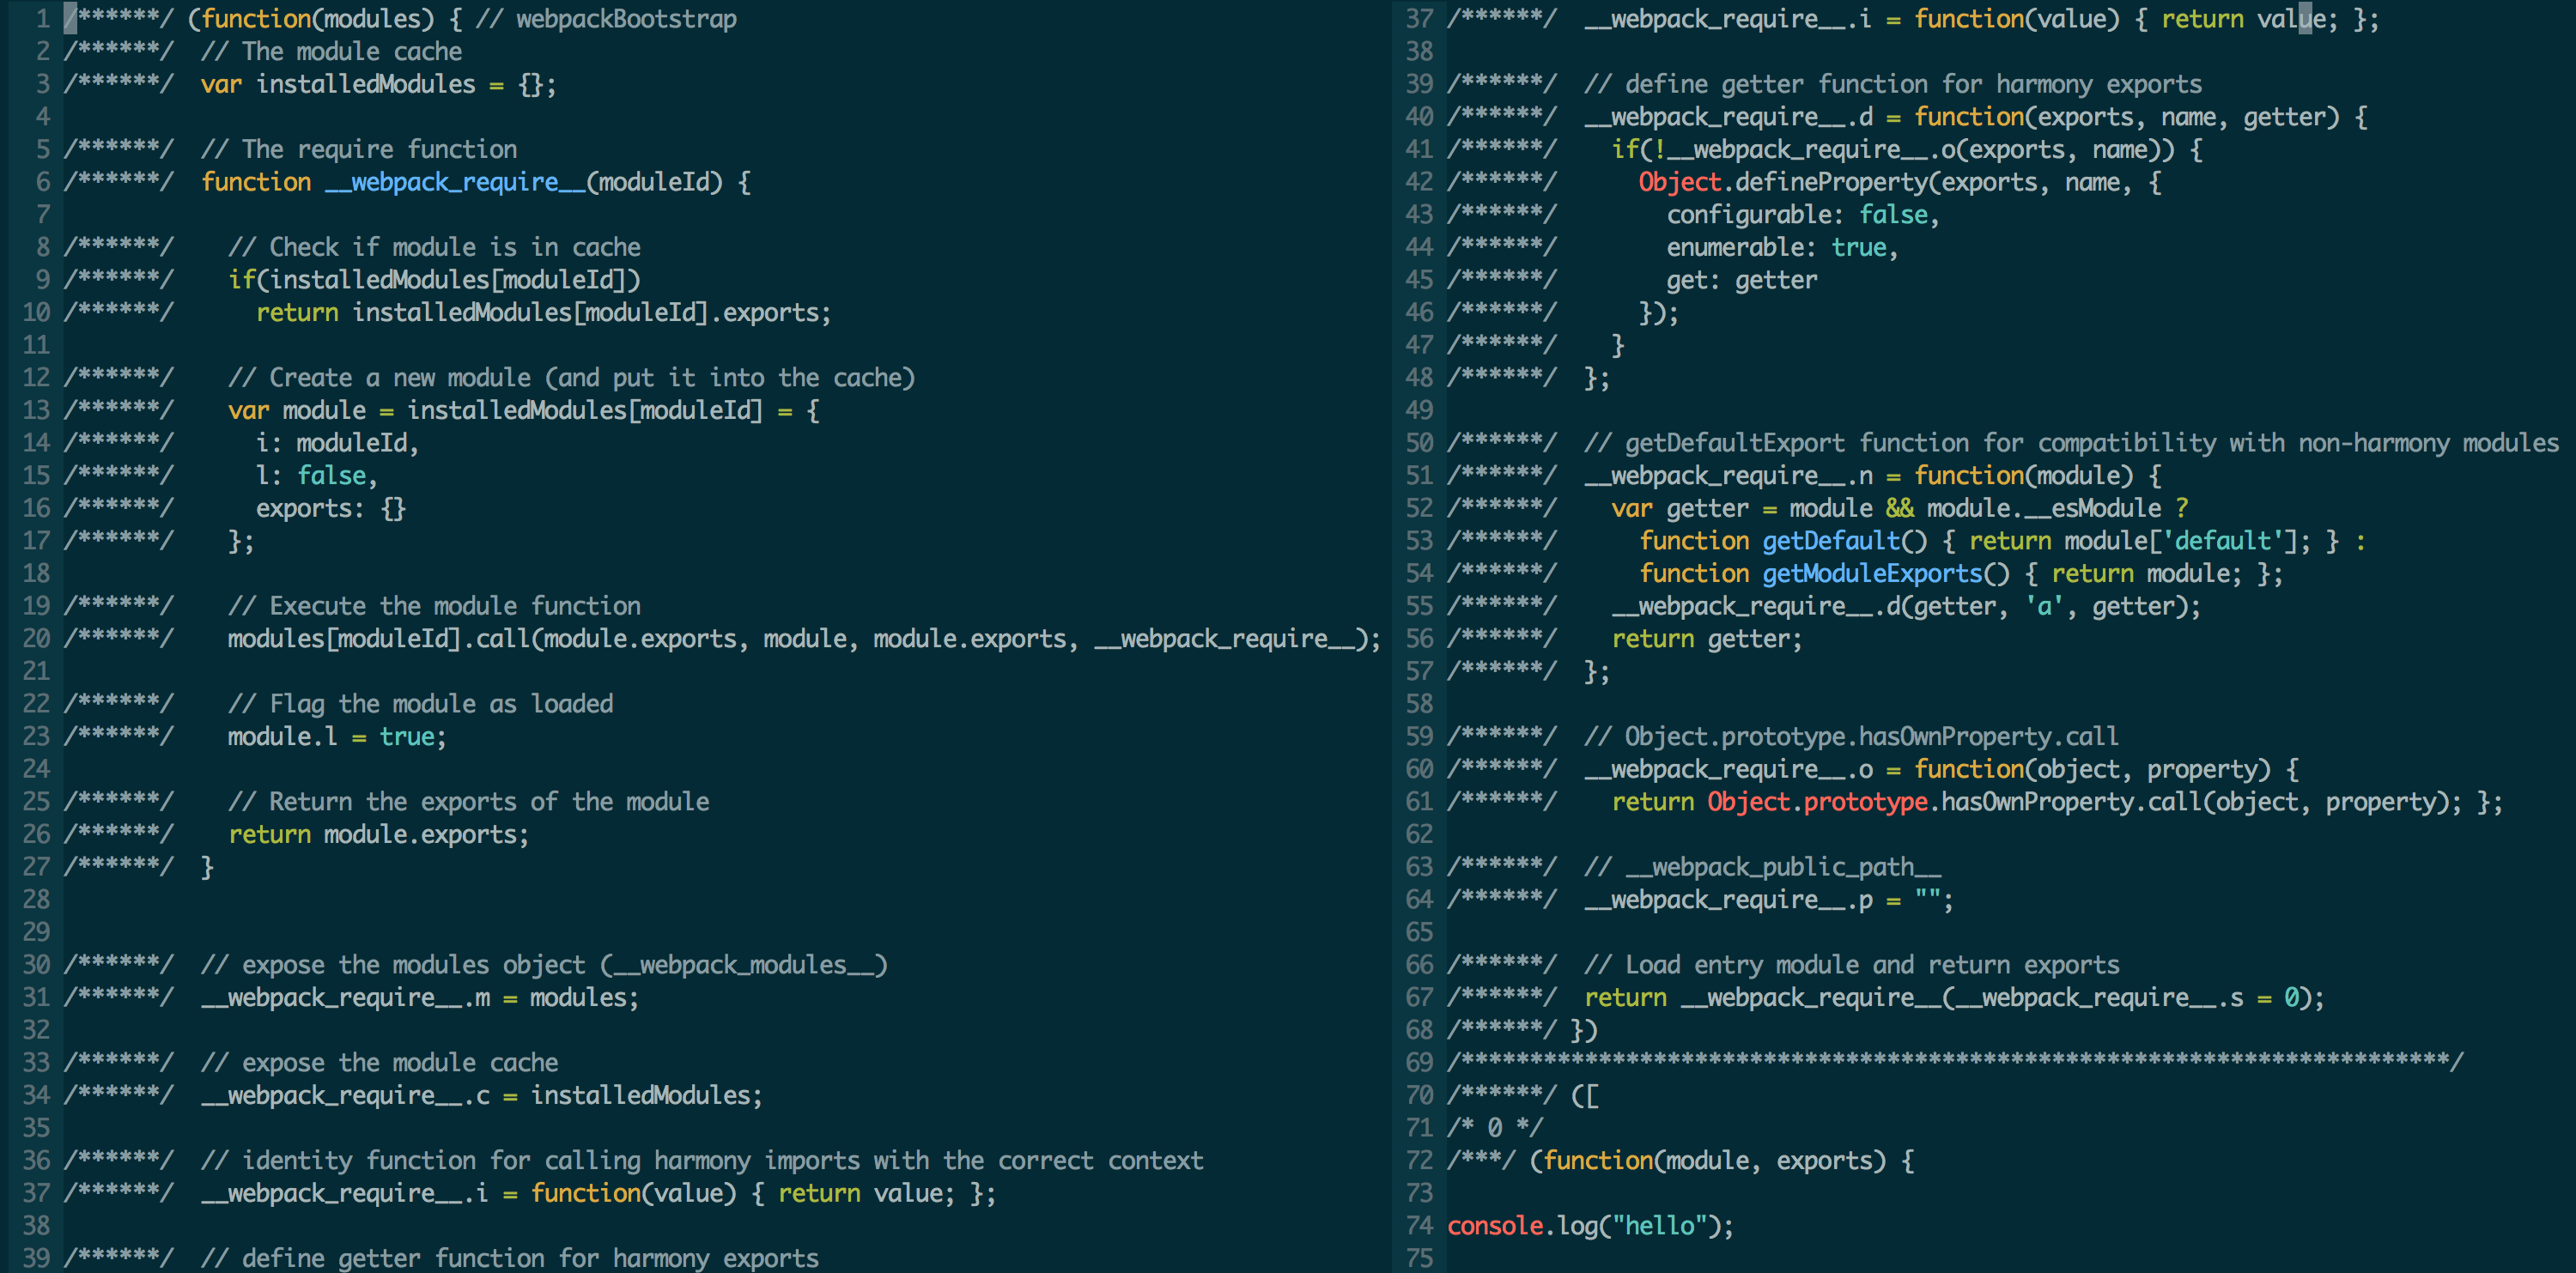 1 /******/ (function(modules) { // webpackBootstrap
2 /******/  // The module cache
3 /******/  var installedModules = {};
4
5 /******/  // The require function
6 /******/  function __webpack_require__(moduleId) {
7
8 /******/    // Check if module is in cache
9 /******/    if(installedModules[moduleId])
10 /******/      return installedModules[moduleId].exports;
11
12 /******/    // Create a new module (and put it into the cache)
13 /******/    var module = installedModules[moduleId] = {
14 /******/      i: moduleId,
15 /******/      l: false,
16 /******/      exports: {}
17 /******/    };
18
19 /******/    // Execute the module function
20 /******/    modules[moduleId].call(module.exports, module, module.exports, __webpack_require__);
21
22 /******/    // Flag the module as loaded
23 /******/    module.l = true;
24
25 /******/    // Return the exports of the module
26 /******/    return module.exports;
27 /******/  }
28
29
30 /******/  // expose the modules object (__webpack_modules__)
31 /******/  __webpack_require__.m = modules;
32
33 /******/  // expose the module cache
34 /******/  __webpack_require__.c = installedModules;
35
36 /******/  // identity function for calling harmony imports with the correct context
37 /******/  __webpack_require__.i = function(value) { return value; };
38
39 /******/  // define getter function for harmony exports
37 /******/  __webpack_require__.i = function(value) { return value; };
38
39 /******/  // define getter function for harmony exports
40 /******/  __webpack_require__.d = function(exports, name, getter) {
41 /******/    if(!__webpack_require__.o(exports, name)) {
42 /******/      Object.defineProperty(exports, name, {
43 /******/        configurable: false,
44 /******/        enumerable: true,
45 /******/        get: getter
46 /******/      });
47 /******/    }
48 /******/  };
49
50 /******/  // getDefaultExport function for compatibility with non-harmony modules
51 /******/  __webpack_require__.n = function(module) {
52 /******/    var getter = module && module.__esModule ?
53 /******/      function getDefault() { return module['default']; } :
54 /******/      function getModuleExports() { return module; };
55 /******/    __webpack_require__.d(getter, 'a', getter);
56 /******/    return getter;
57 /******/  };
58
59 /******/  // Object.prototype.hasOwnProperty.call
60 /******/  __webpack_require__.o = function(object, property) {
61 /******/    return Object.prototype.hasOwnProperty.call(object, property); };
62
63 /******/  // __webpack_public_path__
64 /******/  __webpack_require__.p = "";
65
66 /******/  // Load entry module and return exports
67 /******/  return __webpack_require__(__webpack_require__.s = 0);
68 /******/ })
69 /************************************************************************/
70 /******/ ([
71 /* 0 */
72 /***/ (function(module, exports) {
73
74 console.log("hello");
75